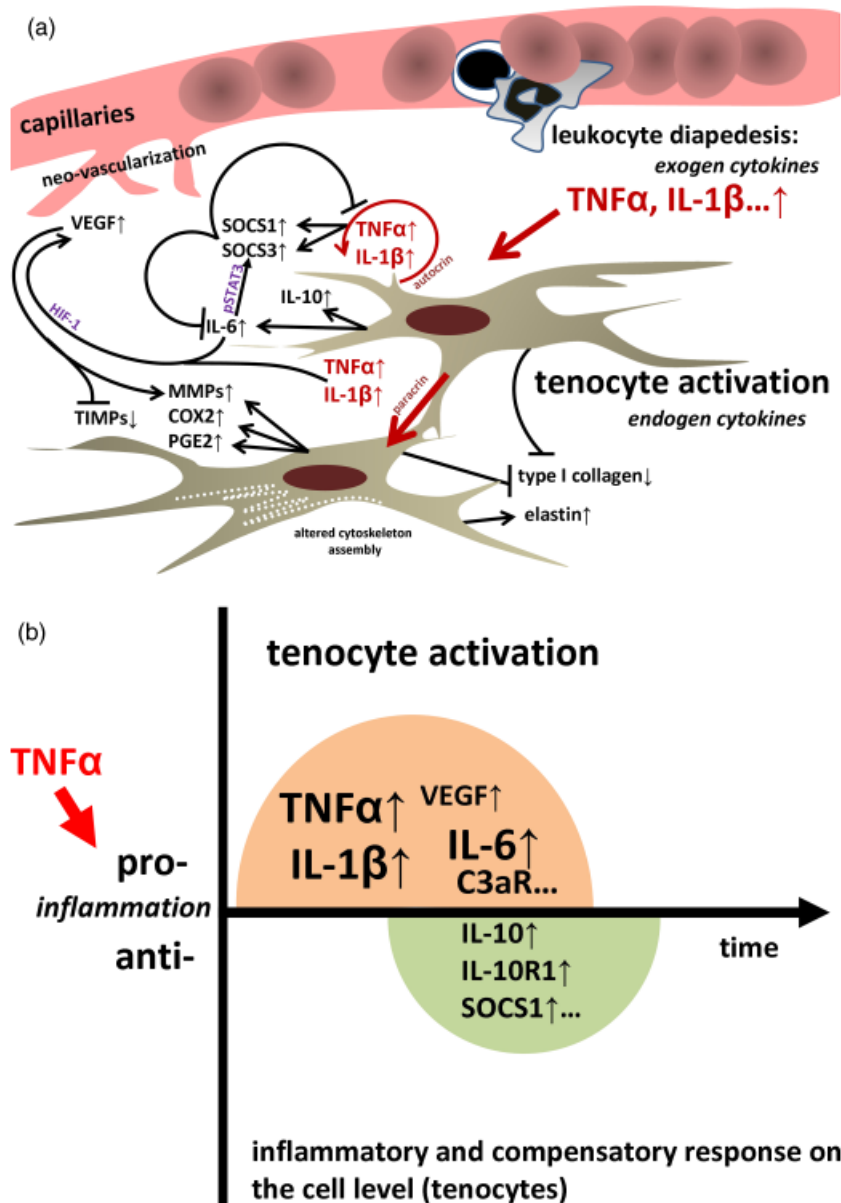 (a)
capillaries
neo-vascularization
leukocyte diapedesis:
exogen cytokines
TNFα, IL-1β...↑
VEGF↑
SOCS1↑
SOCS3↑
TNFα↑
IL-1β↑
autocrin
pSTAT3
IL-10↑
IL-6↑
HIF-1
TNFα↑
IL-1β↑
paracrin
tenocyte activation
endogen cytokines
MMPs↑
TIMPs↓
COX2↑
PGE2↑
type I collagen↓
elastin↑
altered cytoskeleton
assembly
(b)
tenocyte activation
TNFα
TNFα↑
VEGF↑
IL-1β↑
IL-6↑
C3aR...
pro-
inflammation
anti-
IL-10↑
IL-10R1↑
SOCS1↑...
time
inflammatory and compensatory response on
the cell level (tenocytes)